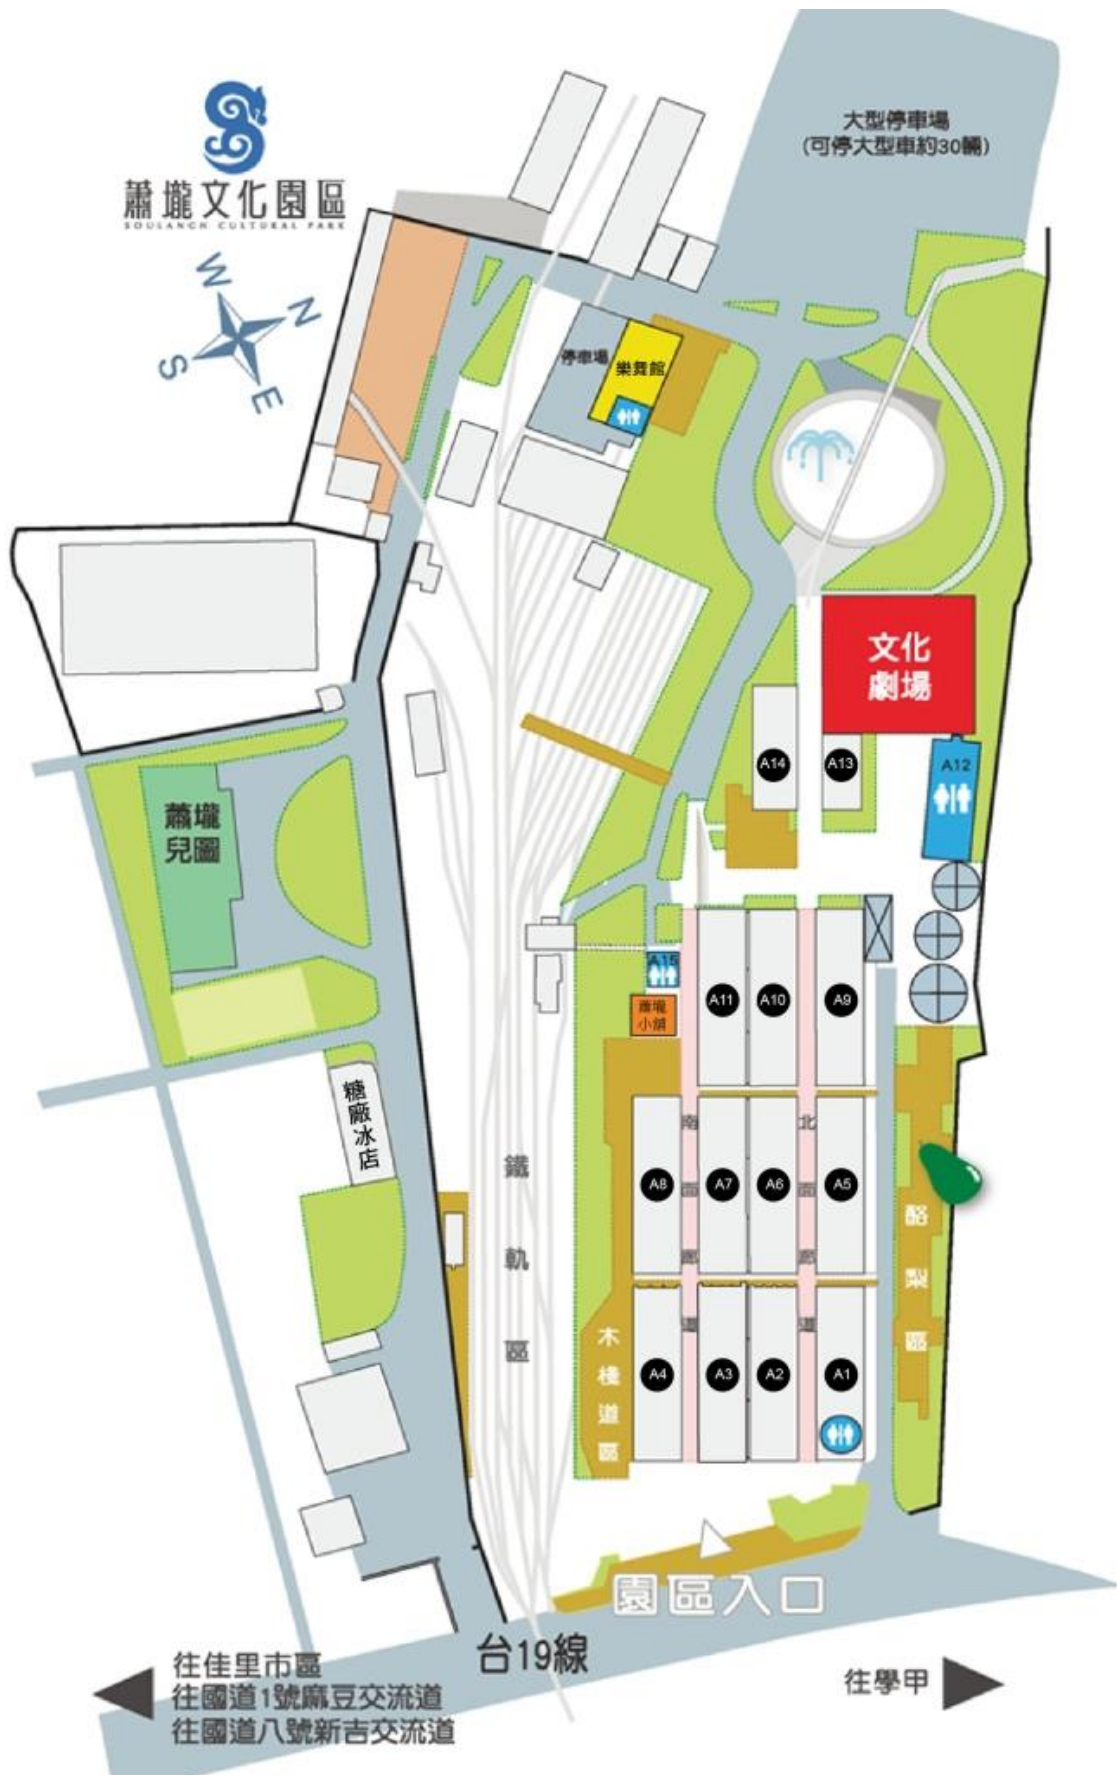 大型停車場
(可停大型車約30輛)
蕭壠文化園區
SOULANGH CULTURAL PARK
W
N
S
E
停車場
樂舞館
文化
劇場
A14
A13
A12
蕭壠
兒圖
A15
蕭壠
小舖
A11
A10
A9
糖廠冰店
南面廊道
北面廊道
鐵軌區
A8
A7
A6
A5
酪梨區
木棧道區
A4
A3
A2
A1
園區入口
台19線
往佳里市區
往國道1號麻豆交流道
往國道八號新吉交流道
往學甲